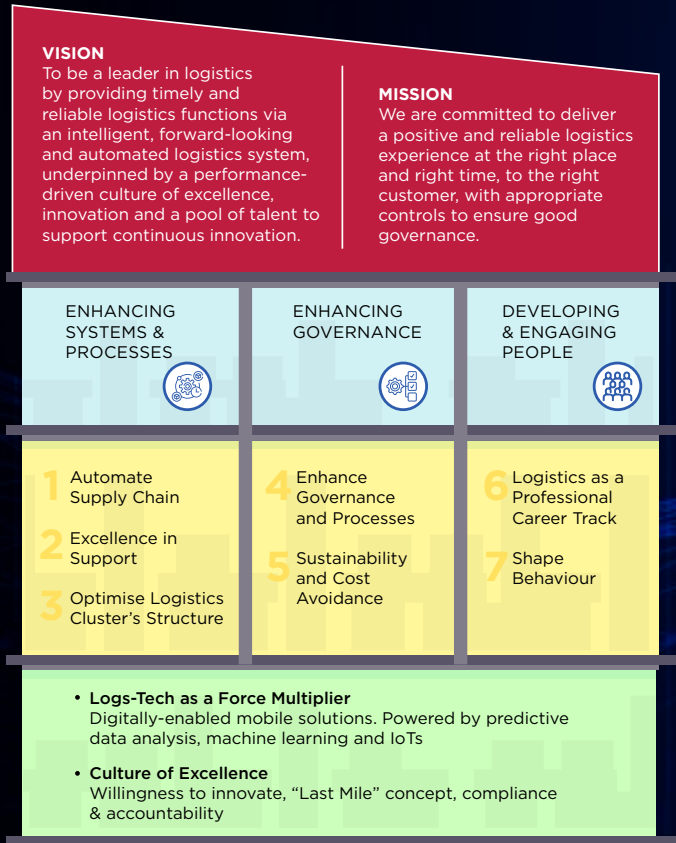 VISION
To be a leader in logistics
by providing timely and
reliable logistics functions via
an intelligent, forward-looking
and automated logistics system,
underpinned by a performance-
driven culture of excellence,
innovation and a pool of talent to
support continuous innovation.
MISSION
We are committed to deliver
a positive and reliable logistics
experience at the right place
and right time, to the right
customer, with appropriate
controls to ensure good
governance.
ENHANCING
SYSTEMS &
PROCESSES
ENHANCING
GOVERNANCE
DEVELOPING
& ENGAGING
PEOPLE
1 Automate
Supply Chain
2 Excellence in
Support
3 Optimise Logistics
Cluster’s Structure
4 Enhance
Governance
and Processes
5 Sustainability
and Cost
Avoidance
6 Logistics as a
Professional
Career Track
7 Shape
Behaviour
• Logs-Tech as a Force Multiplier
Digitally-enabled mobile solutions. Powered by predictive
data analysis, machine learning and IoTs
• Culture of Excellence
Willingness to innovate, “Last Mile” concept, compliance
& accountability